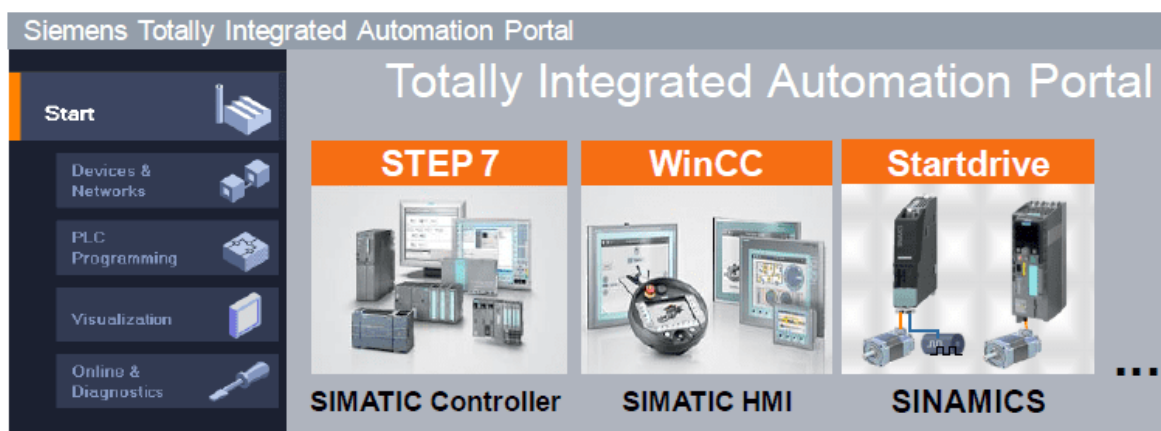 Siemens Totally Integrated Automation Portal
Totally Integrated Automation Portal
Start
Devices &
Networks
PLC
Programming
Visualization
Online &
Diagnostics
STEP 7
WinCC
Startdrive
...
SIMATIC Controller
SIMATIC HMI
SINAMICS